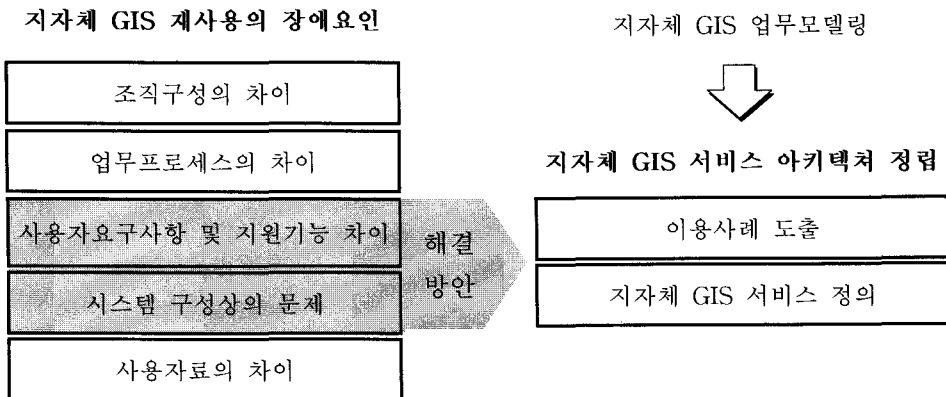 지자체 GIS 재사용의 장애요인
조직구성의 차이
업무프로세스의 차이
사용자요구사항 및 지원기능 차이
시스템 구성상의 문제
사용자료의 차이
해결
방안
지자체 GIS 업무모델링
지자체 GIS 서비스 아키텍쳐 정립
이용사례 도출
지자체 GIS 서비스 정의